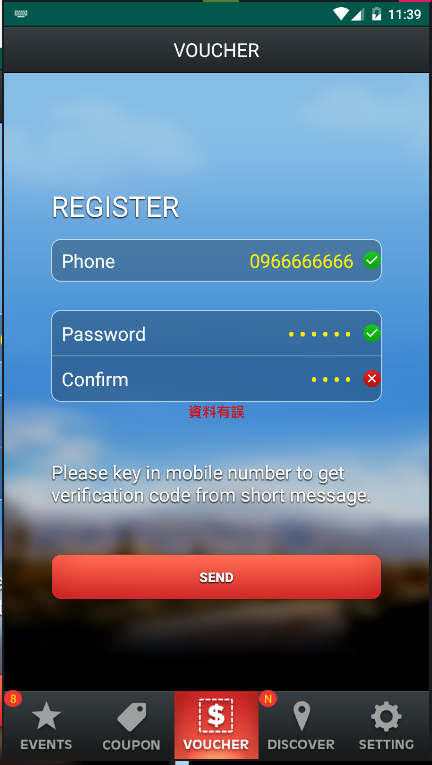 11:39
VOUCHER
REGISTER
Phone 0966666666
Password ••••••
Confirm ••••
資料有誤
Please key in mobile number to get
verification code from short message.
SEND
8 N
EVENTS COUPON VOUCHER DISCOVER SETTING